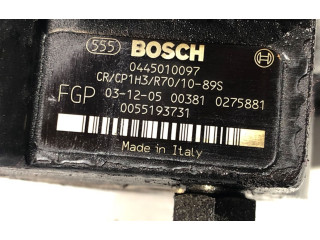 555 BOSCH
0445010097
CR/CP1H3/R70/10-89S
FGP 03-12-05 00381 0275881
0055193731
Made in Italy